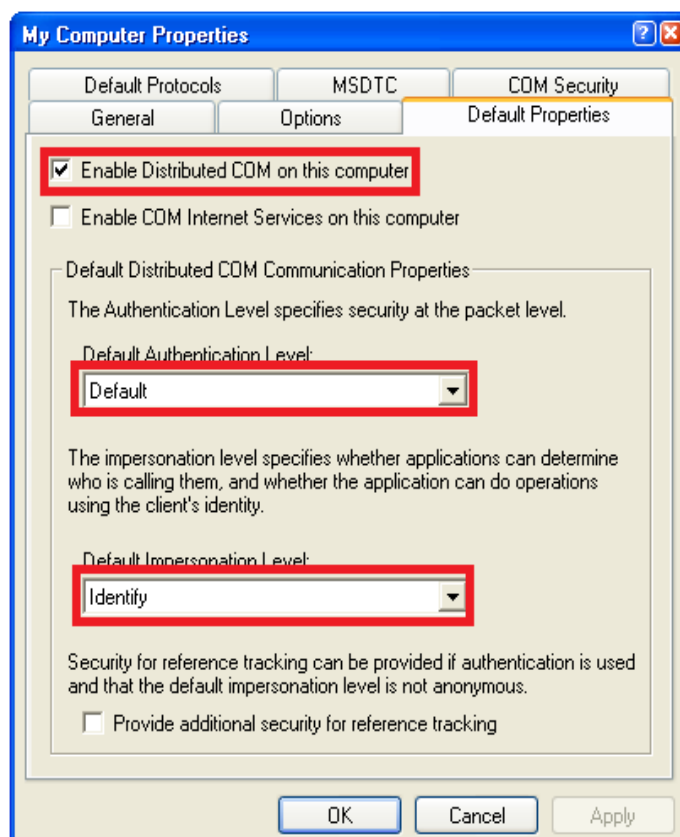 My Computer Properties
Default Protocols
MSDTC
COM Security
General
Options
Default Properties
Enable Distributed COM on this computer
Enable COM Internet Services on this computer
Default Distributed COM Communication Properties
The Authentication Level specifies security at the packet level.
Default Authentication Level:
Default
The impersonation level specifies whether applications can determine
who is calling them, and whether the application can do operations
using the client's identity.
Default Impersonation Level:
Identify
Security for reference tracking can be provided if authentication is used
and that the default impersonation level is not anonymous.
Provide additional security for reference tracking
OK
Cancel
Apply